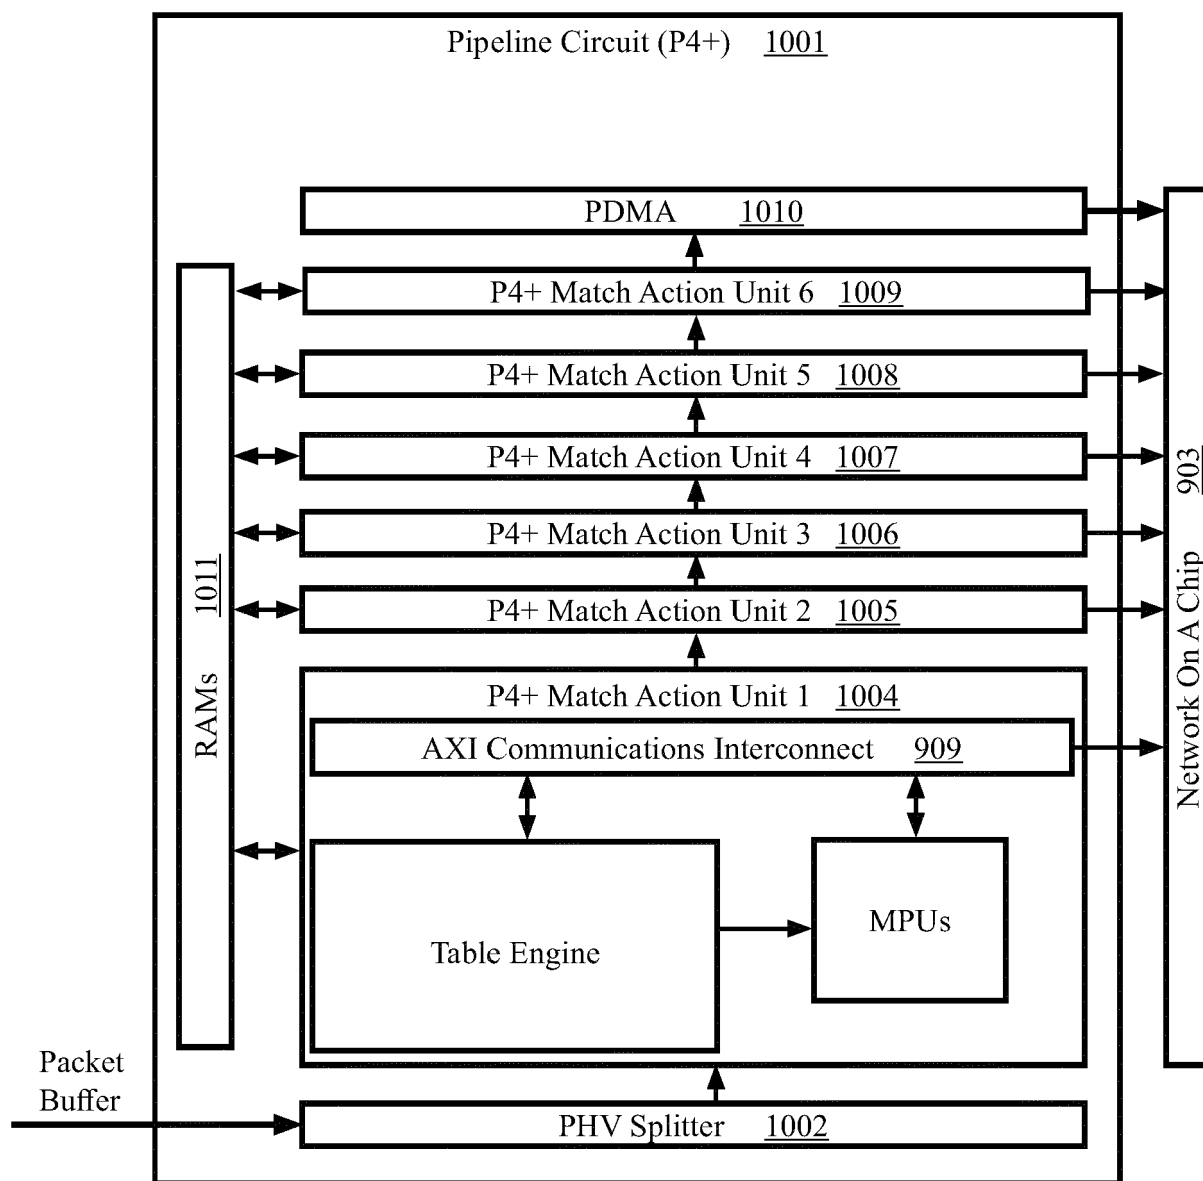 Pipeline Circuit (P4+) 1001
PDMA 1010
P4+ Match Action Unit 6 1009
P4+ Match Action Unit 5 1008
P4+ Match Action Unit 4 1007
P4+ Match Action Unit 3 1006
P4+ Match Action Unit 2 1005
P4+ Match Action Unit 1 1004
AXI Communications Interconnect 909
Table Engine
MPUs
PHV Splitter 1002
RAMs 1011
Network On A Chip 903
Packet
Buffer